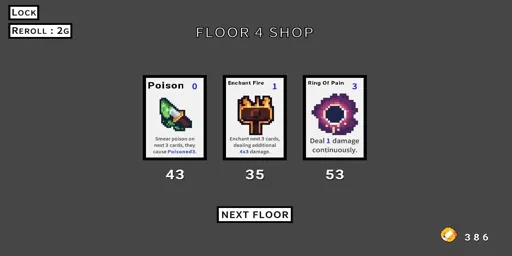 LOCK
REROLL : 2G
FLOOR 4 SHOP
Poison 0
Smear poison on
next 3 cards, they
cause Poisoned3.
43
Enchant Fire 1
Enchant next 3 cards,
dealing additional
4x3 damage.
35
Ring Of Pain 3
Deal 1 damage
continuously.
53
NEXT FLOOR
386